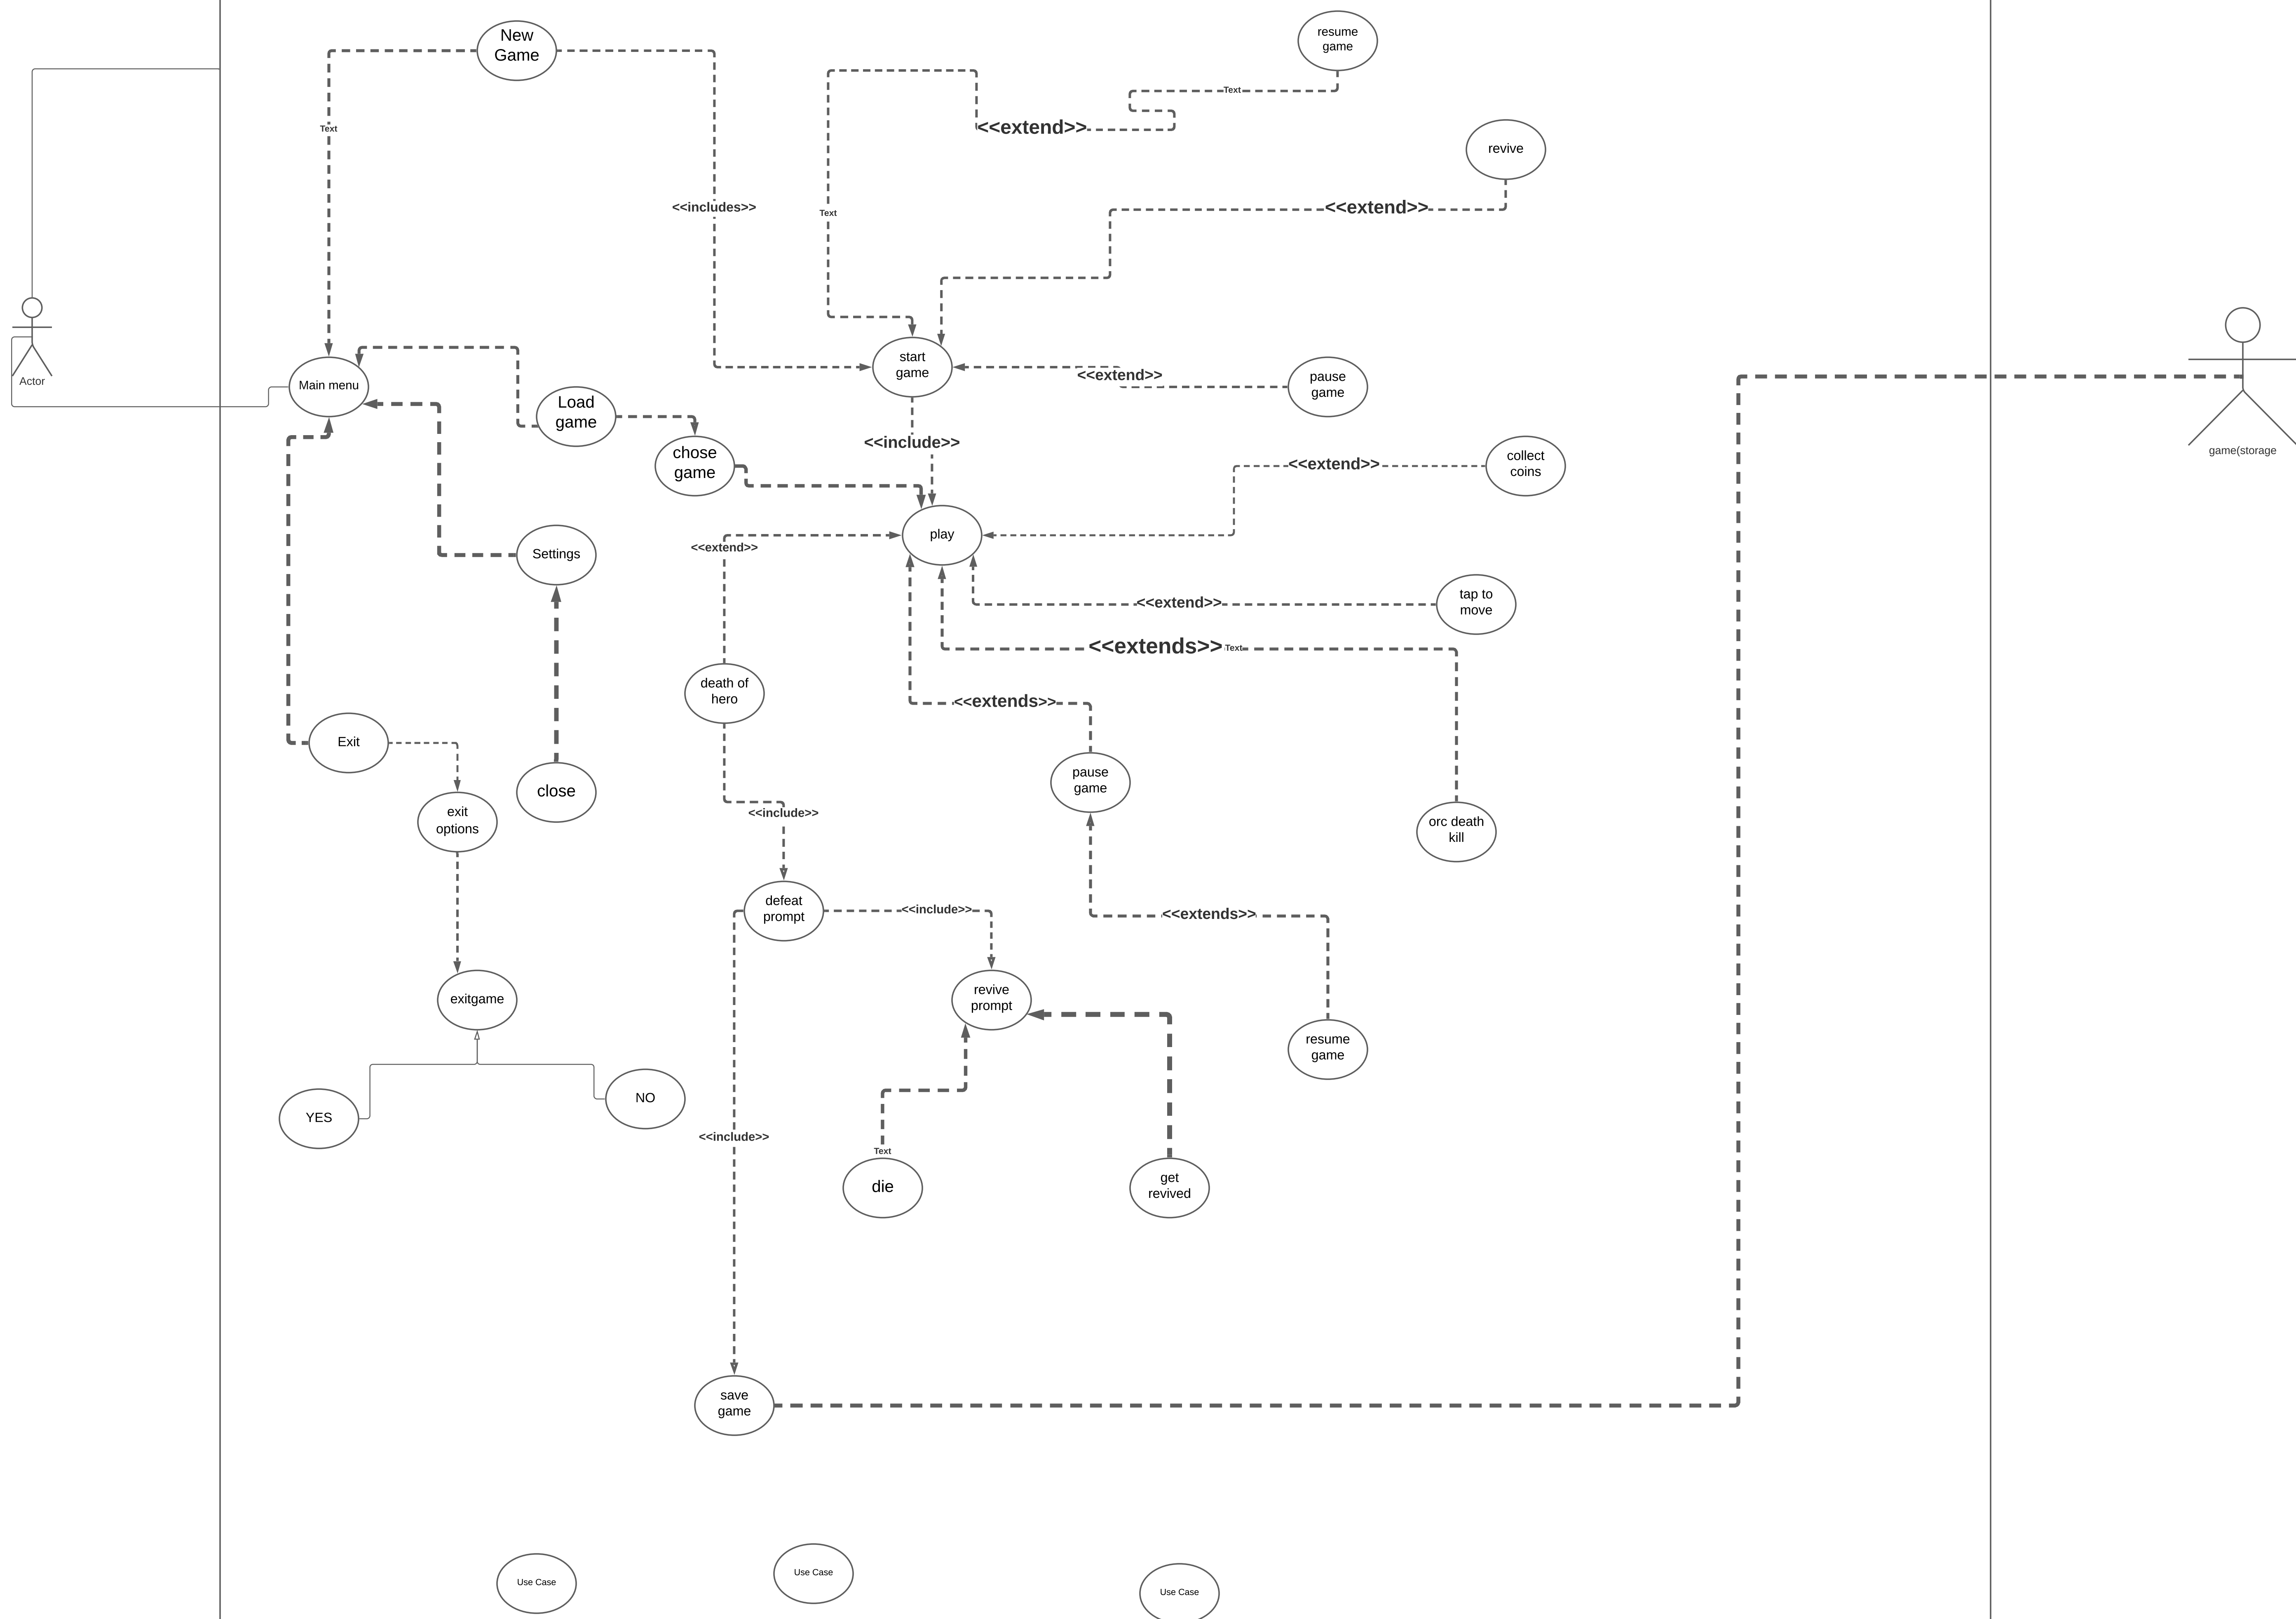 New
Game
resume
game
Text
Text
<<extend>>
revive
<<includes>>
Text
<<extend>>
Actor
Main menu
start
game
<<extend>>
pause
game
Load
game
chose
game
<<include>>
<<extend>>
collect
coins
game(storage
play
<<extend>>
Settings
<<extend>>
tap to
move
<<extends>>
Text
death of
hero
<<extends>>
Exit
pause
game
close
exit
options
<<include>>
orc death
kill
defeat
prompt
<<include>>
<<extends>>
exitgame
revive
prompt
resume
game
YES
NO
<<include>>
Text
die
get
revived
save
game
Use Case
Use Case
Use Case